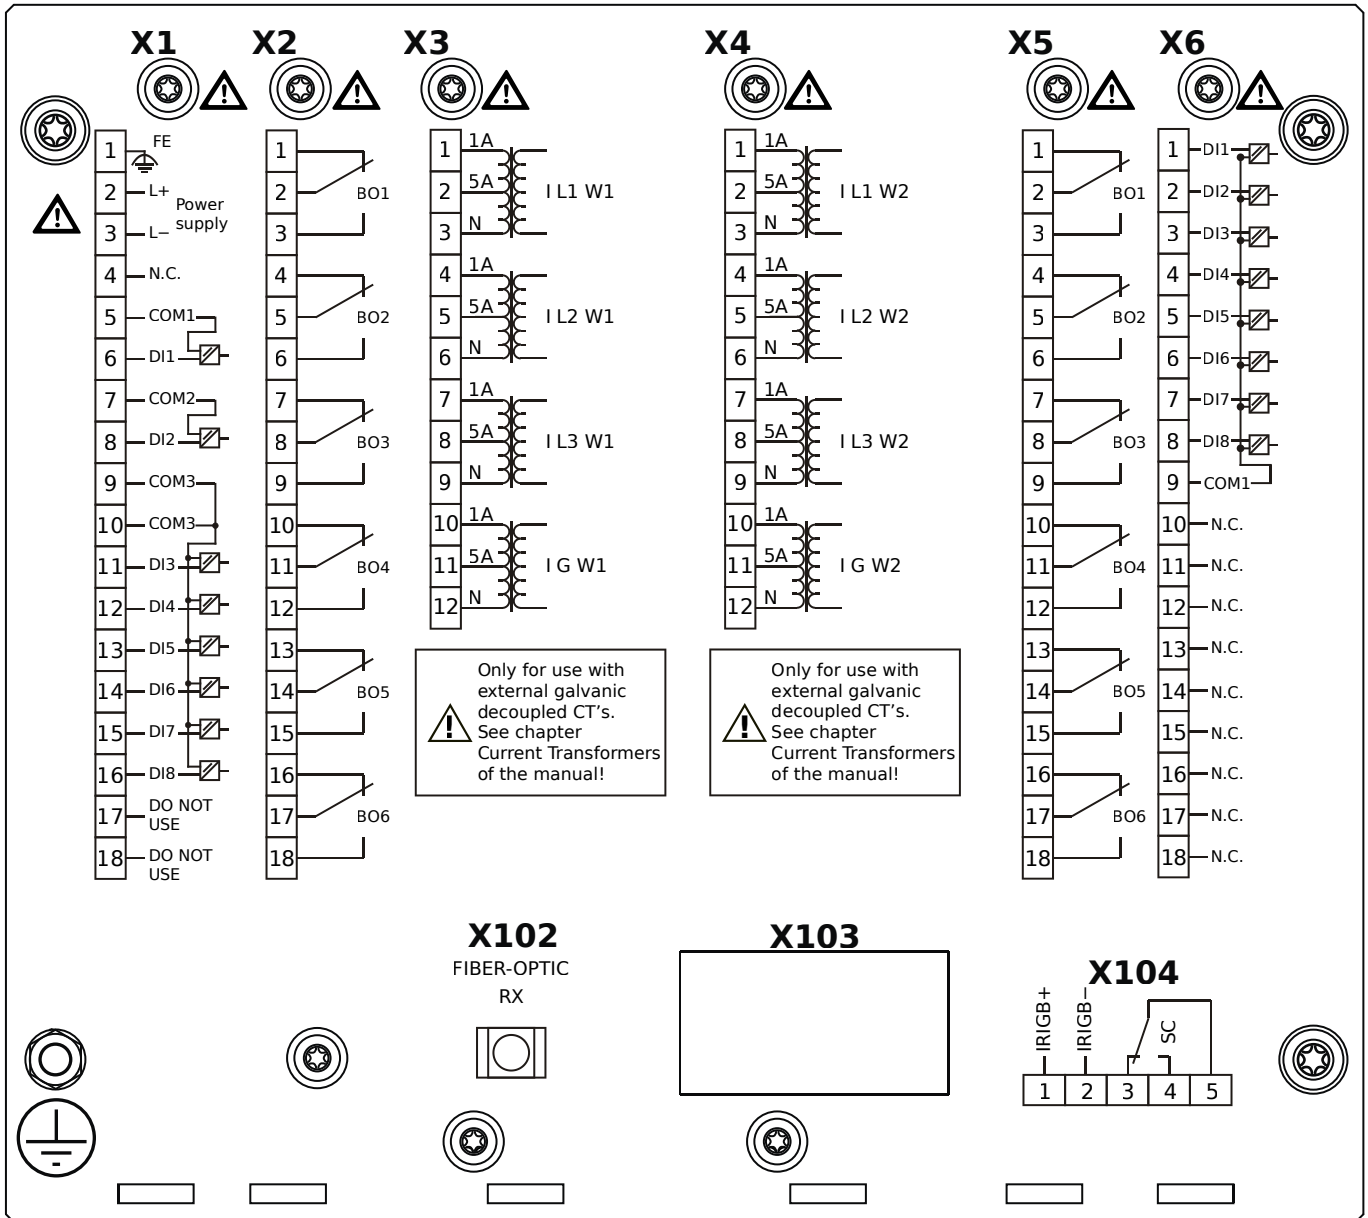 X1
X2
X3
X4
X5
X6
1 FE
2 L+
Power
supply
3 L−
4 N.C.
5 COM1
6 DI1
7 COM2
8 DI2
9 COM3
10 COM3
11 DI3
12 DI4
13 DI5
14 DI6
15 DI7
16 DI8
17 DO NOT
USE
18 DO NOT
USE
1
2 BO1
3
4
5 BO2
6
7
8 BO3
9
10
11 BO4
12
13
14 BO5
15
16
17 BO6
18
1 1A
2 5A I L1 W1
3 N
4 1A
5 5A I L2 W1
6 N
7 1A
8 5A I L3 W1
9 N
10 1A
11 5A I G W1
12 N
Only for use with
external galvanic
decoupled CT's.
See chapter
Current Transformers
of the manual!
1 1A
2 5A I L1 W2
3 N
4 1A
5 5A I L2 W2
6 N
7 1A
8 5A I L3 W2
9 N
10 1A
11 5A I G W2
12 N
Only for use with
external galvanic
decoupled CT's.
See chapter
Current Transformers
of the manual!
1
2 BO1
3
4
5 BO2
6
7
8 BO3
9
10
11 BO4
12
13
14 BO5
15
16
17 BO6
18
1 DI1
2 DI2
3 DI3
4 DI4
5 DI5
6 DI6
7 DI7
8 DI8
9 COM1
10 N.C.
11 N.C.
12 N.C.
13 N.C.
14 N.C.
15 N.C.
16 N.C.
17 N.C.
18 N.C.
X102
FIBER-OPTIC
RX
X103
X104
IRIGB+
IRIGB−
SC
1 2 3 4 5